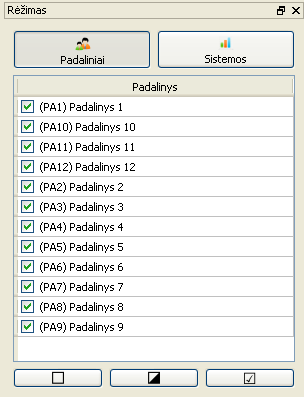 Rėžimas
Padaliniai
Sistemos
Padalinys
(PA1) Padalinys 1
(PA10) Padalinys 10
(PA11) Padalinys 11
(PA12) Padalinys 12
(PA2) Padalinys 2
(PA3) Padalinys 3
(PA4) Padalinys 4
(PA5) Padalinys 5
(PA6) Padalinys 6
(PA7) Padalinys 7
(PA8) Padalinys 8
(PA9) Padalinys 9